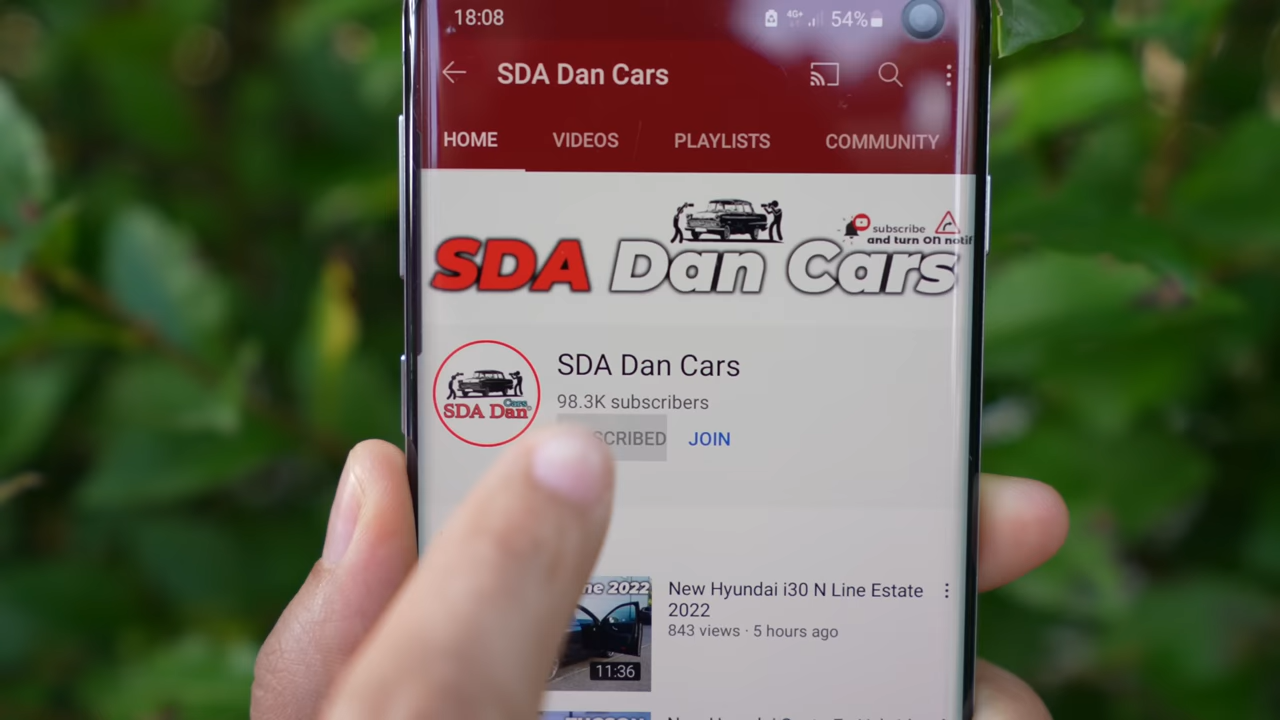 18:08 4G+ 54%
SDA Dan Cars
HOME VIDEOS PLAYLISTS COMMUNITY
subscribe
and turn ON notif
SDA Dan Cars
SDA Dan Cars
Cars
SDA Dan
98.3K subscribers
SCRIBED JOIN
ne 2022
New Hyundai i30 N Line Estate
2022
843 views · 5 hours ago
11:36